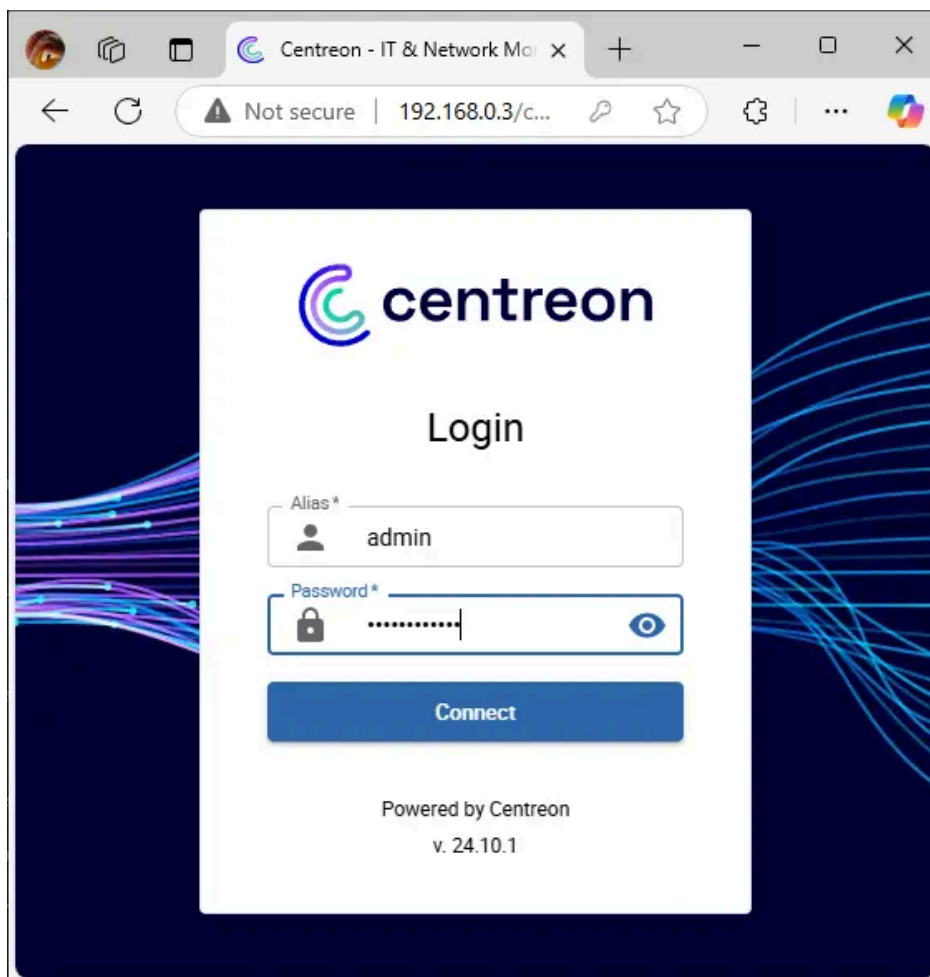 Centreon - IT & Network Mo
Not secure | 192.168.0.3/c...
centreon
Login
Alias *
admin
Password *
••••••••••••
Connect
Powered by Centreon
v. 24.10.1